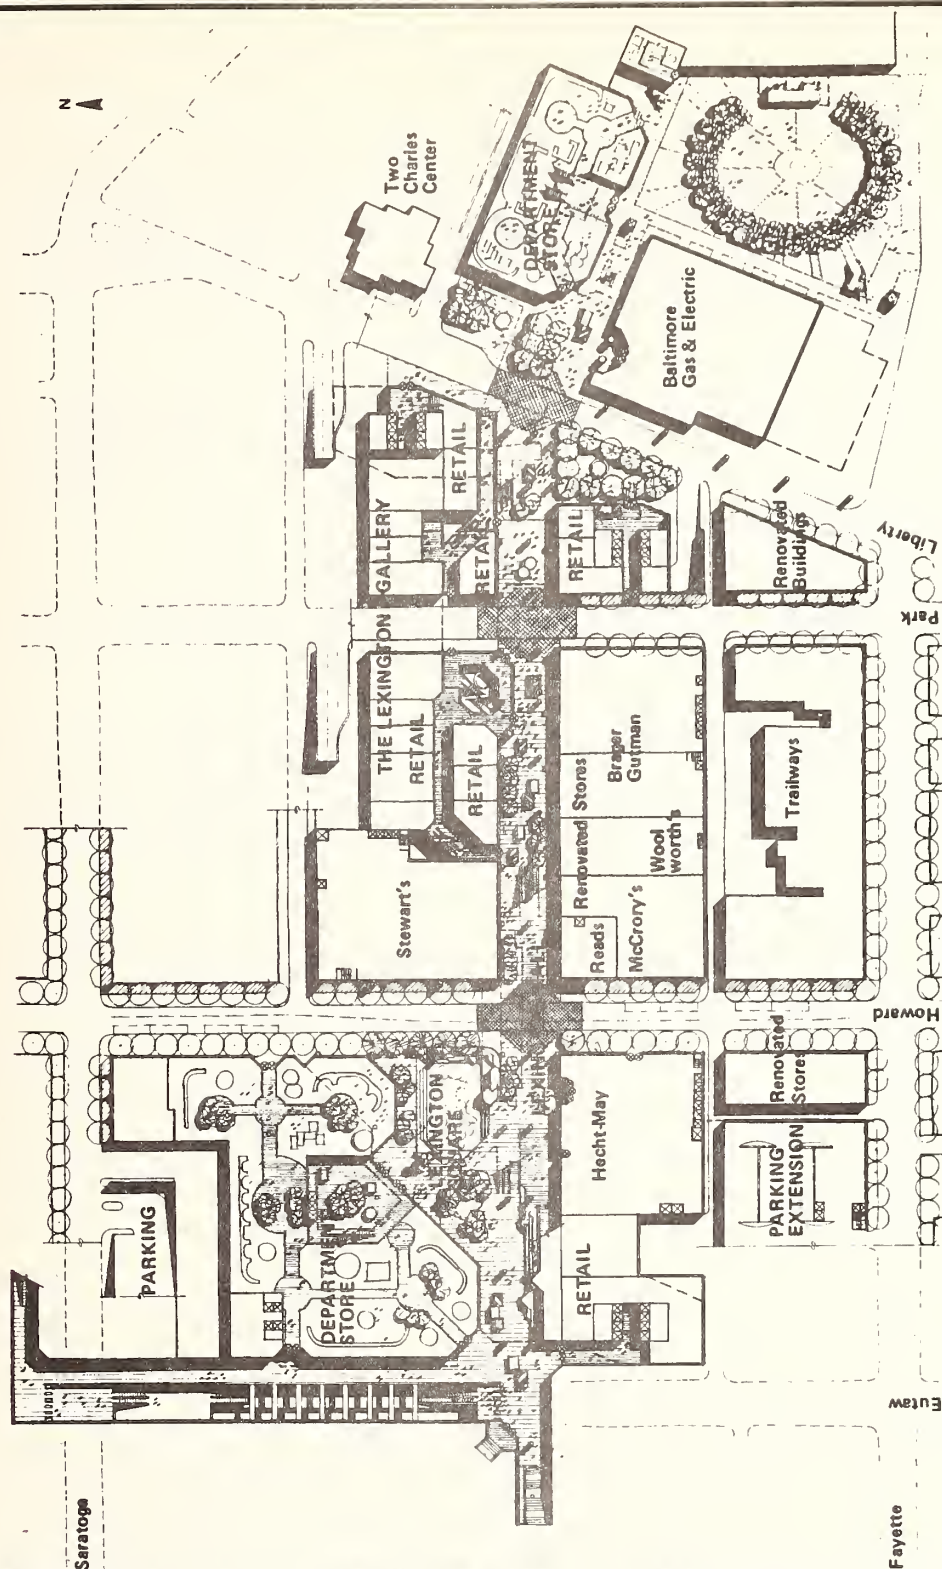 N
Two
Charles
Center
DEPARTMENT
STORE
Baltimore
Gas & Electric
THE LEXINGTON GALLERY
RETAIL
RETAIL
RETAIL
Renovated
Buildings
Liberty
Park
RETAIL
RETAIL
Stewart's
Renovated Stores
Brager
Gutman
Wool
worth's
McCrory's
Reads
Trailways
Howard
PARKING
DEPARTMENT
STORE
LEXINGTON
SQUARE
Hecht-May
RETAIL
Renovated
Stores
PARKING
EXTENSION
Eutaw
Saratoga
Fayette